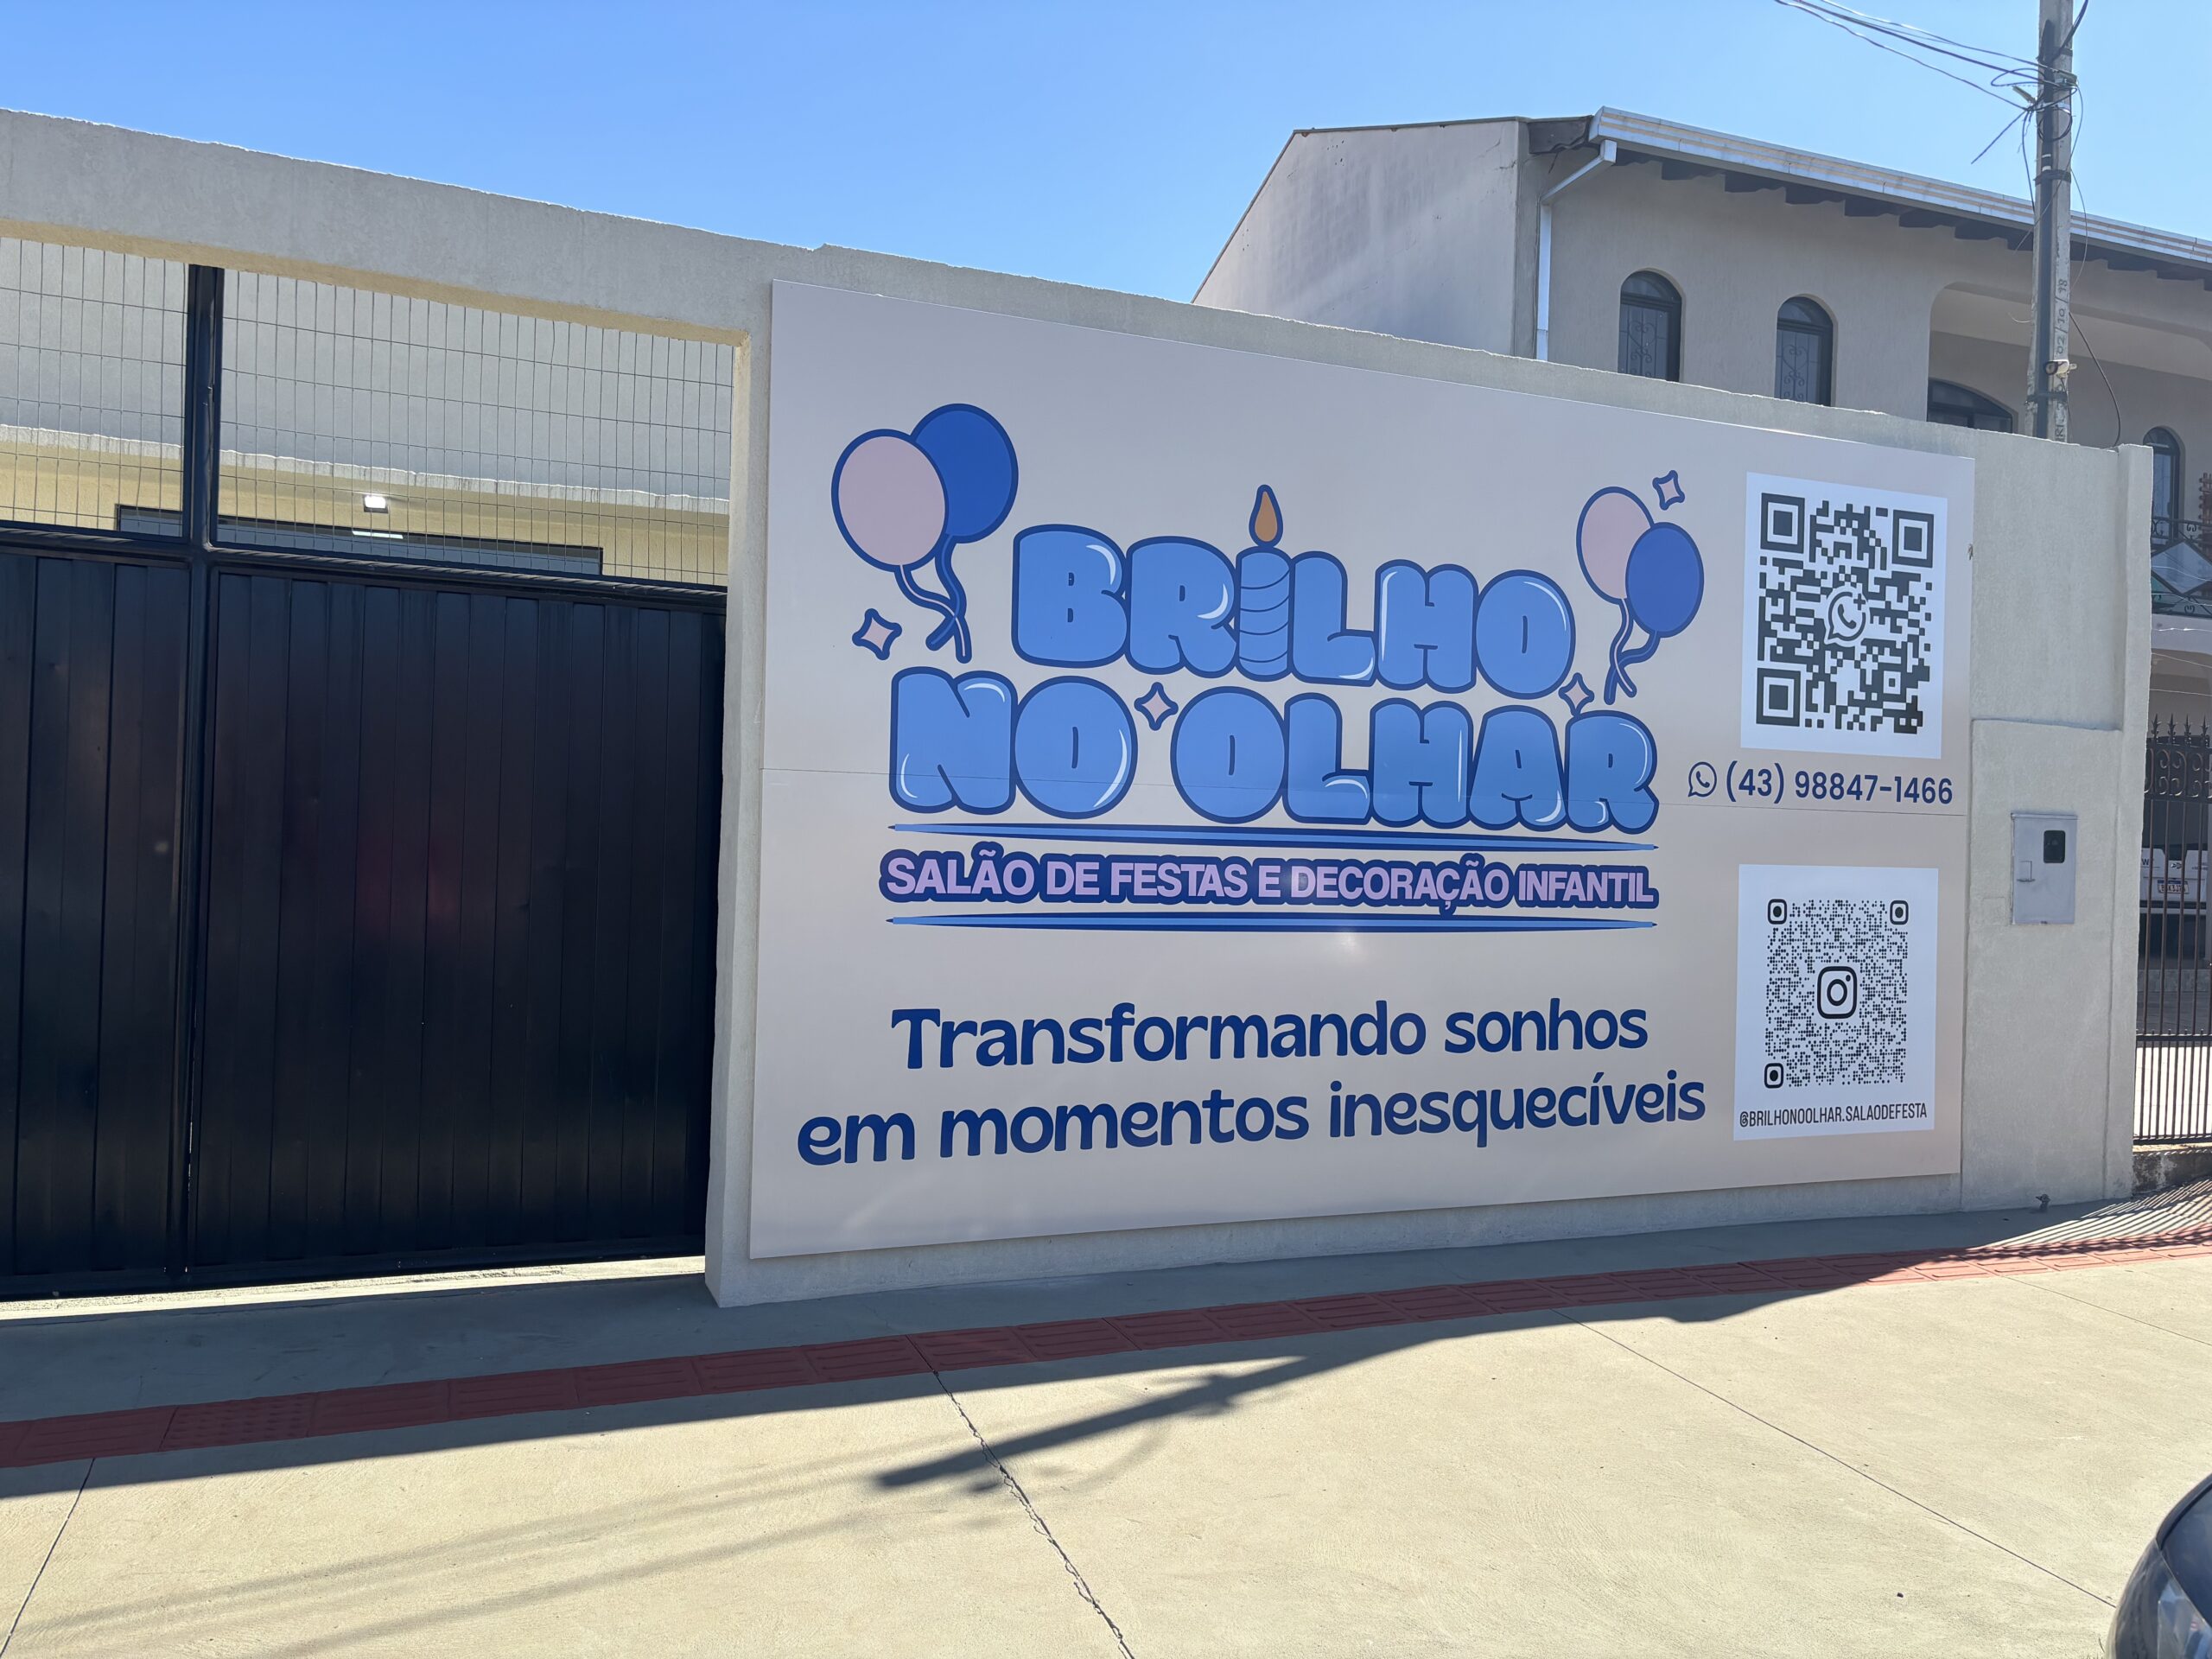 BRILHO
NO OLHAR
SALÃO DE FESTAS E DECORAÇÃO INFANTIL
Transformando sonhos
em momentos inesquecíveis
(43) 98847-1466
@BRILHONOOLHAR.SALAODEFESTA